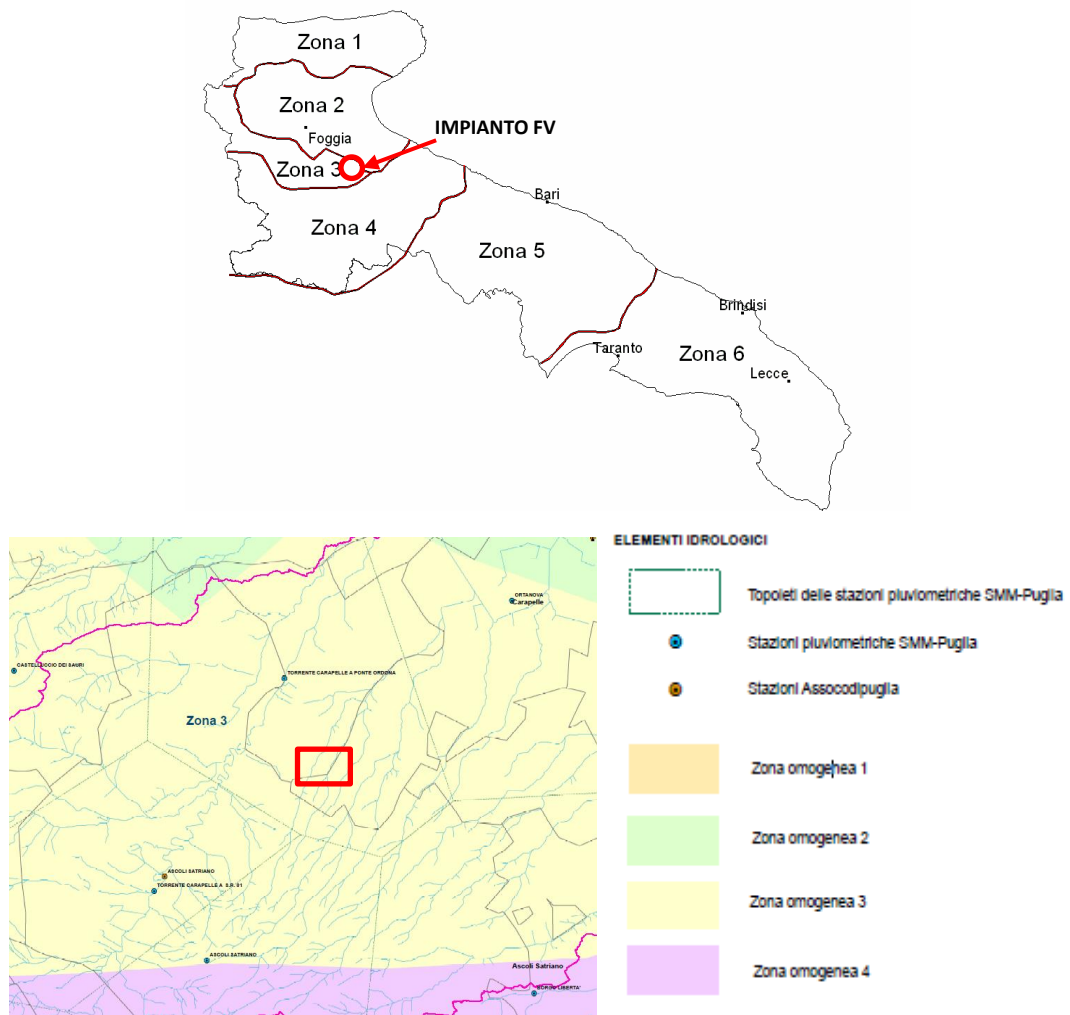 Zona 1
Zona 2
Foggia
IMPIANTO FV
Zona 3
Zona 4
Bari
Zona 5
Brindisi
Taranto
Zona 6
Lecce
ELEMENTI IDROLOGICI
Topoieti delle stazioni pluviometriche SMM-Puglia
Stazioni pluviometriche SMM-Puglia
Stazioni Assocodipuglia
Zona omogenea 1
Zona omogenea 2
Zona omogenea 3
Zona omogenea 4
ORTANOVA
Carapelle
CASTELLUCCIO DEI SAURI
TORRENTE CARAPELLE A PONTE ORDONA
Zona 3
ASCOLI SATRIANO
TORRENTE CARAPELLE A S.R. 01
ASCOLI SATRIANO
Ascoli Satriano